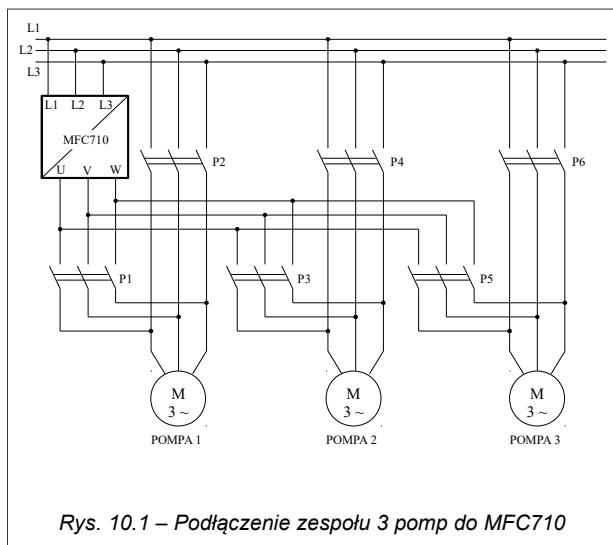 L1
L2
L3
L1 L2 L3
MFC710
U V W
P2
P4
P6
P1
P3
P5
M
3 ~
POMPA 1
M
3 ~
POMPA 2
M
3 ~
POMPA 3
Rys. 10.1 – Podłączenie zespołu 3 pomp do MFC710